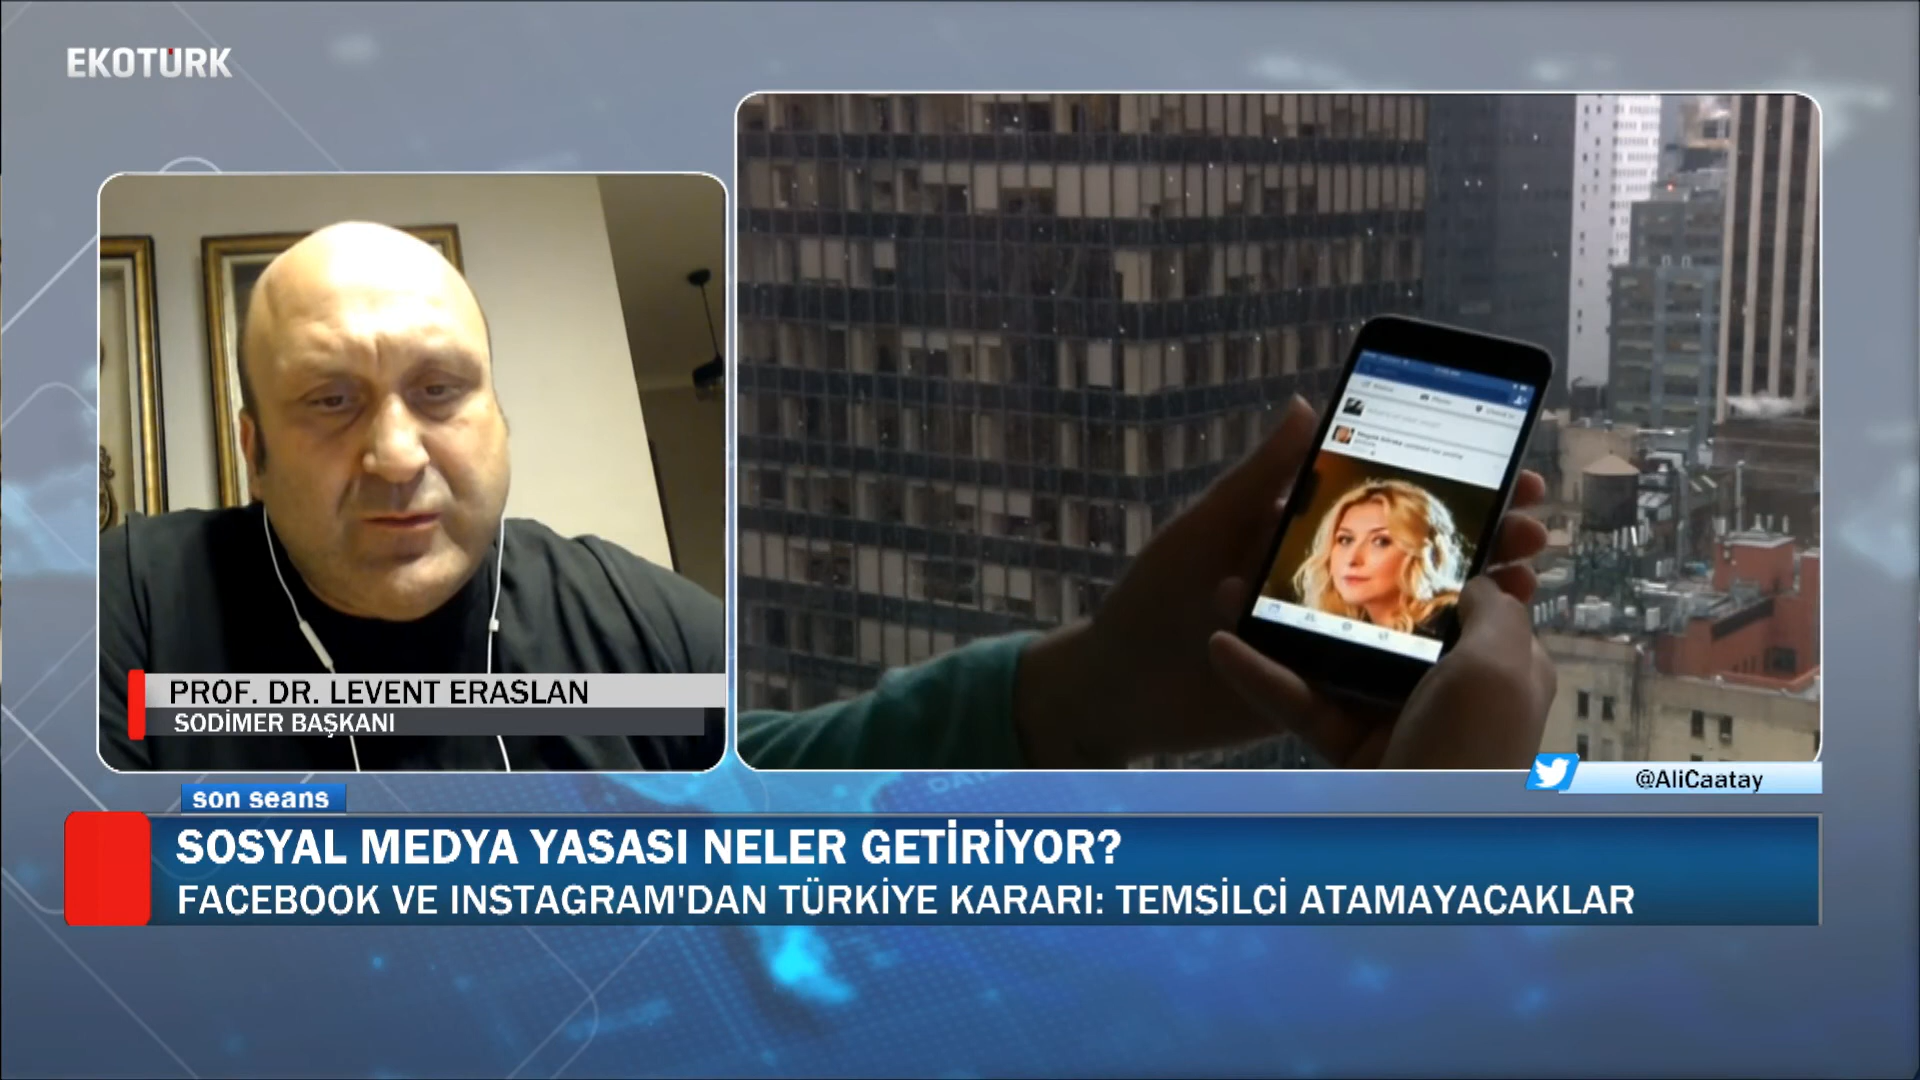 EKOTÜRK
PROF. DR. LEVENT ERASLAN
SODİMER BAŞKANI
@AliCaatay
son seans
SOSYAL MEDYA YASASI NELER GETİRİYOR?
FACEBOOK VE INSTAGRAM'DAN TÜRKİYE KARARI: TEMSİLCİ ATAMAYACAKLAR